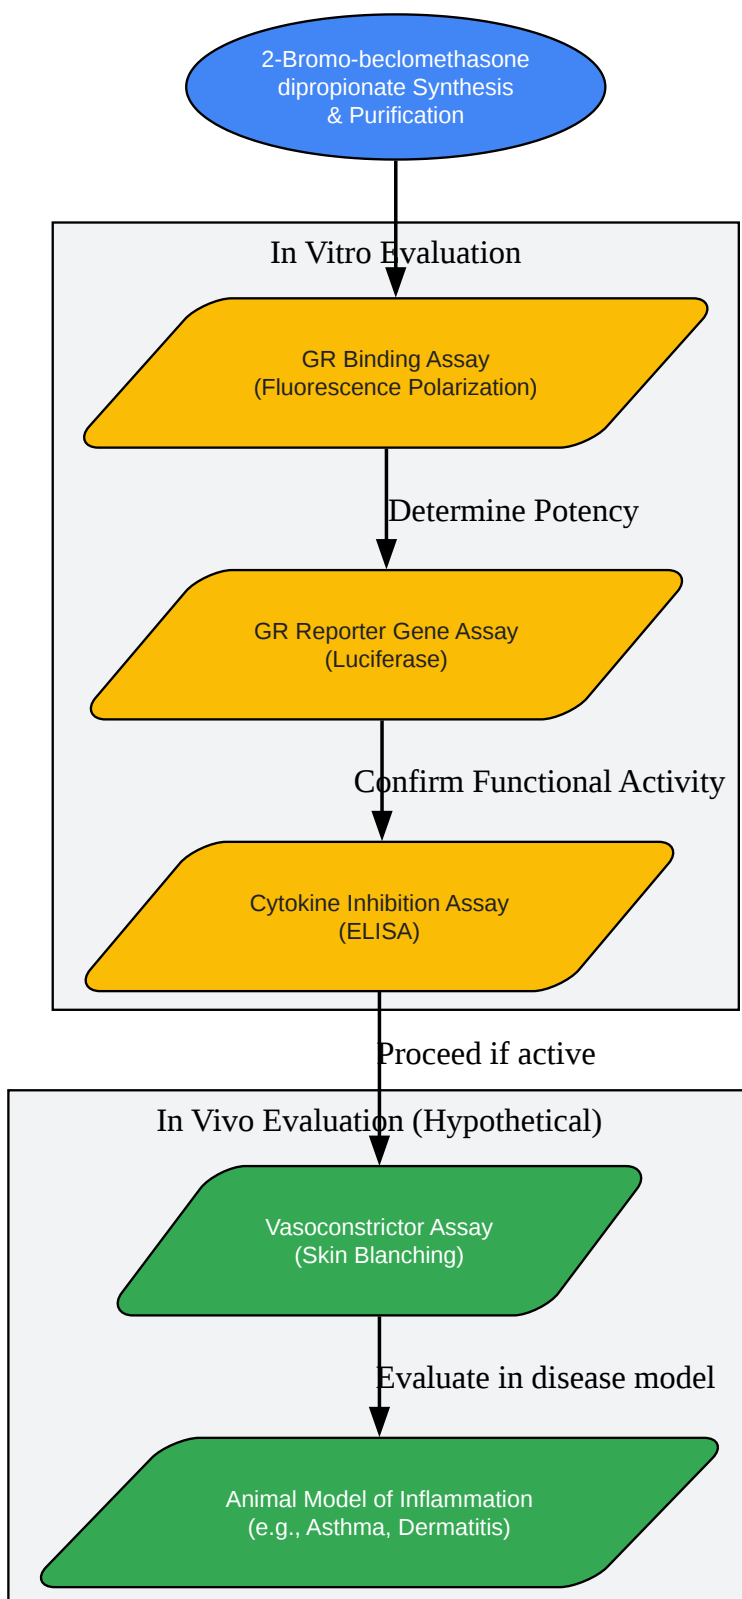 2-Bromo-beclomethasone
dipropionate Synthesis
& Purification
In Vitro Evaluation
GR Binding Assay
(Fluorescence Polarization)
Determine Potency
GR Reporter Gene Assay
(Luciferase)
Confirm Functional Activity
Cytokine Inhibition Assay
(ELISA)
Proceed if active
In Vivo Evaluation (Hypothetical)
Vasoconstrictor Assay
(Skin Blanching)
Evaluate in disease model
Animal Model of Inflammation
(e.g., Asthma, Dermatitis)